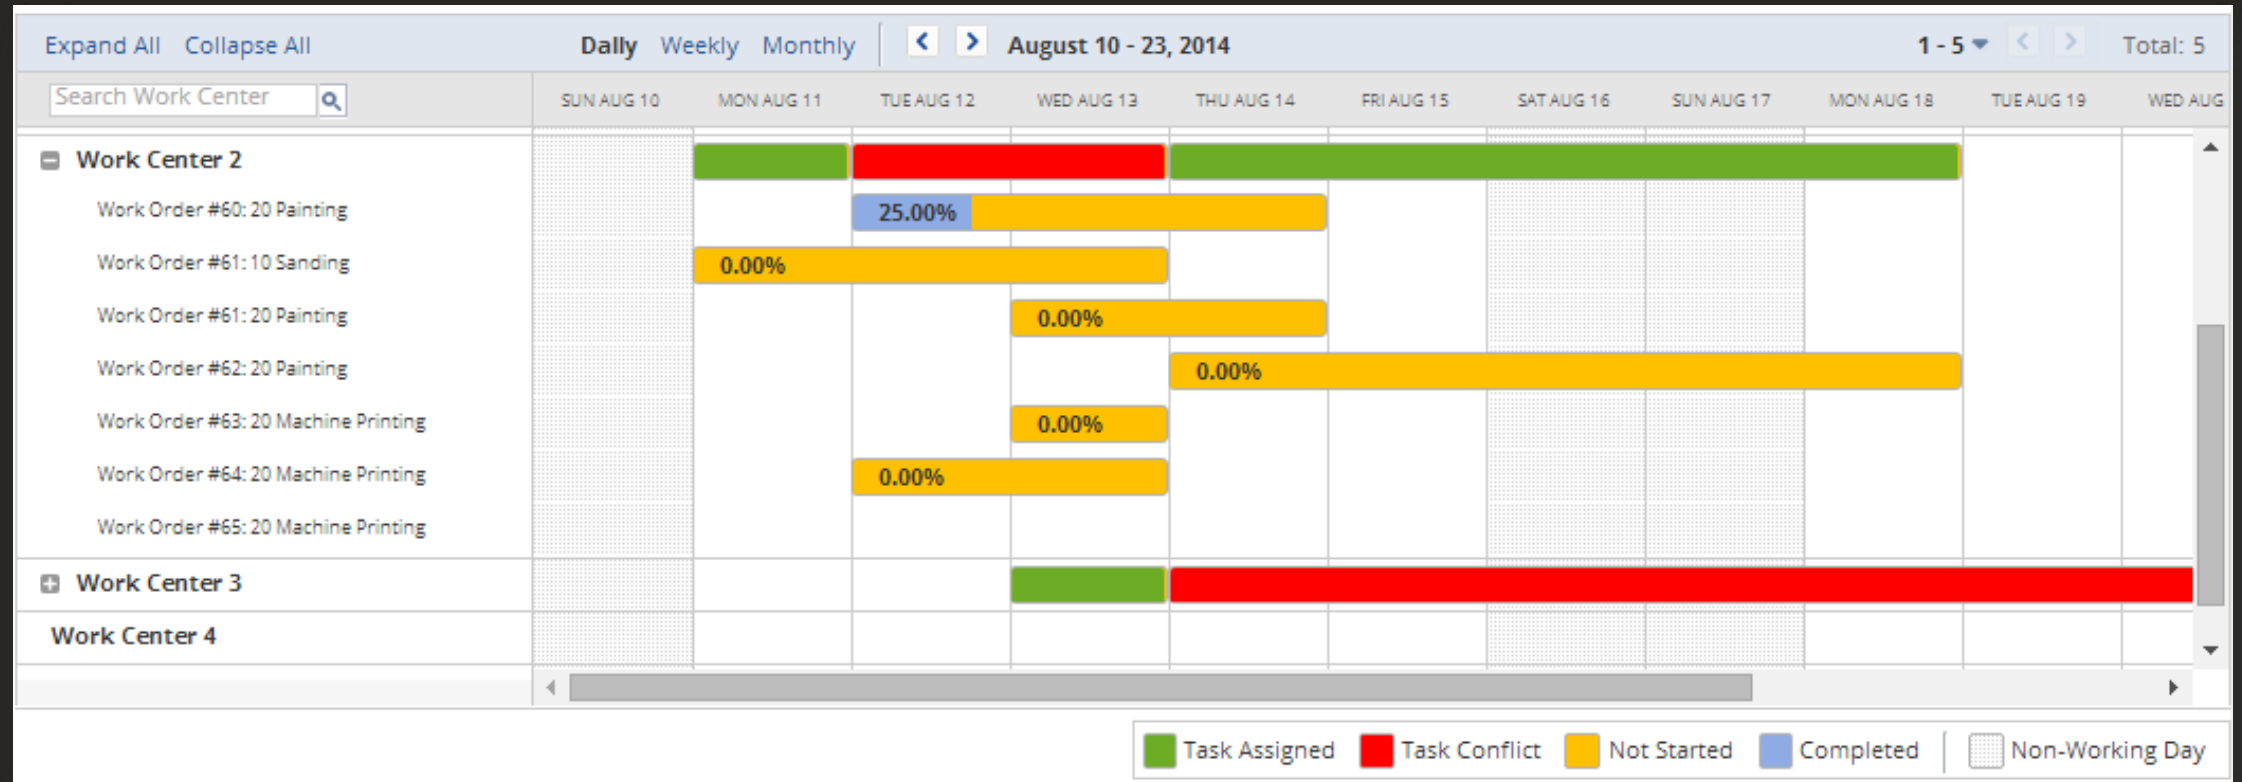 Expand All Collapse All Daily Weekly Monthly August 10 - 23, 2014 1 - 5 Total: 5
Search Work Center SUN AUG 10 MON AUG 11 TUE AUG 12 WED AUG 13 THU AUG 14 FRI AUG 15 SAT AUG 16 SUN AUG 17 MON AUG 18 TUE AUG 19 WED AUG
Work Center 2
Work Order #60: 20 Painting 25.00%
Work Order #61: 10 Sanding 0.00%
Work Order #61: 20 Painting 0.00%
Work Order #62: 20 Painting 0.00%
Work Order #63: 20 Machine Printing 0.00%
Work Order #64: 20 Machine Printing 0.00%
Work Order #65: 20 Machine Printing
Work Center 3
Work Center 4
Task Assigned Task Conflict Not Started Completed Non-Working Day